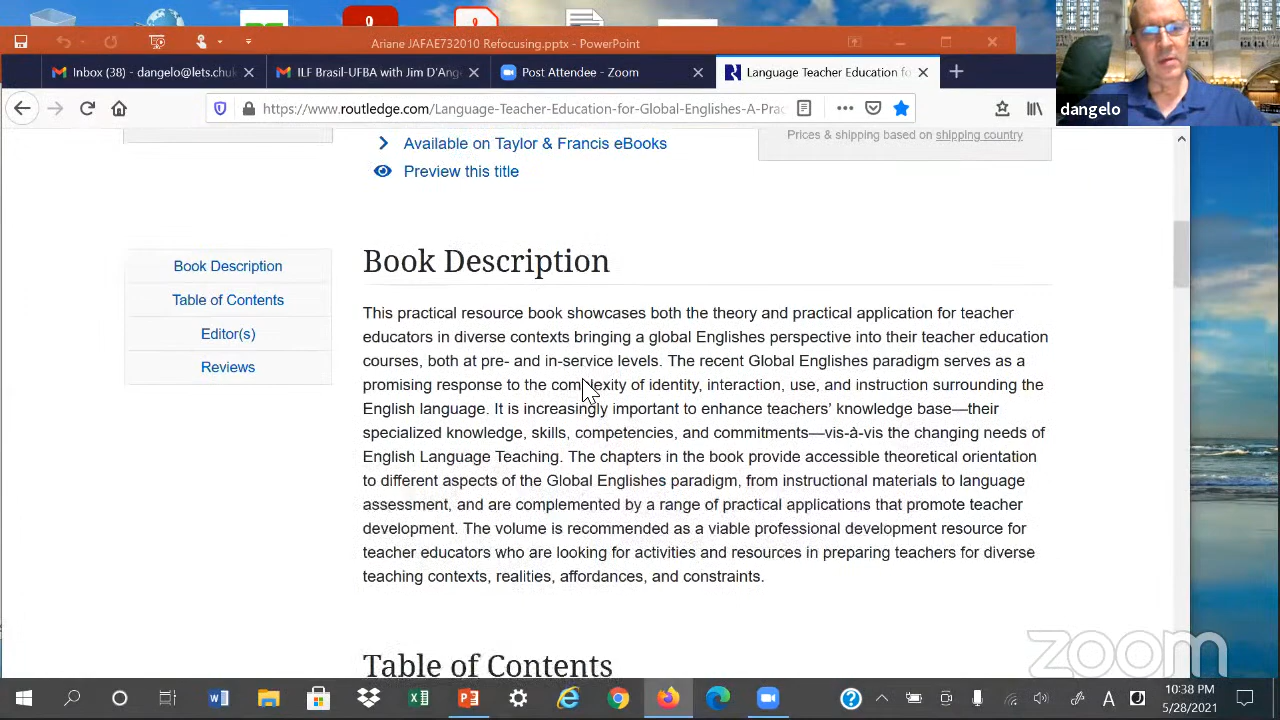 Ariane JAFAE732010 Refocusing.pptx - PowerPoint
Inbox (38) - dangelo@lets.chuk
ILF Brasil-UFBA with Jim D'Ang
Post Attendee - Zoom
Language Teacher Education fo
https://www.routledge.com/Language-Teacher-Education-for-Global-Englishes-A-Prac
dangelo
Prices & shipping based on shipping country
Available on Taylor & Francis eBooks
Preview this title
Book Description
Table of Contents
Editor(s)
Reviews
Book Description
This practical resource book showcases both the theory and practical application for teacher
educators in diverse contexts bringing a global Englishes perspective into their teacher education
courses, both at pre- and in-service levels. The recent Global Englishes paradigm serves as a
promising response to the complexity of identity, interaction, use, and instruction surrounding the
English language. It is increasingly important to enhance teachers' knowledge base—their
specialized knowledge, skills, competencies, and commitments—vis-à-vis the changing needs of
English Language Teaching. The chapters in the book provide accessible theoretical orientation
to different aspects of the Global Englishes paradigm, from instructional materials to language
assessment, and are complemented by a range of practical applications that promote teacher
development. The volume is recommended as a viable professional development resource for
teacher educators who are looking for activities and resources in preparing teachers for diverse
teaching contexts, realities, affordances, and constraints.
Table of Contents
zoom
10:38 PM
5/28/2021